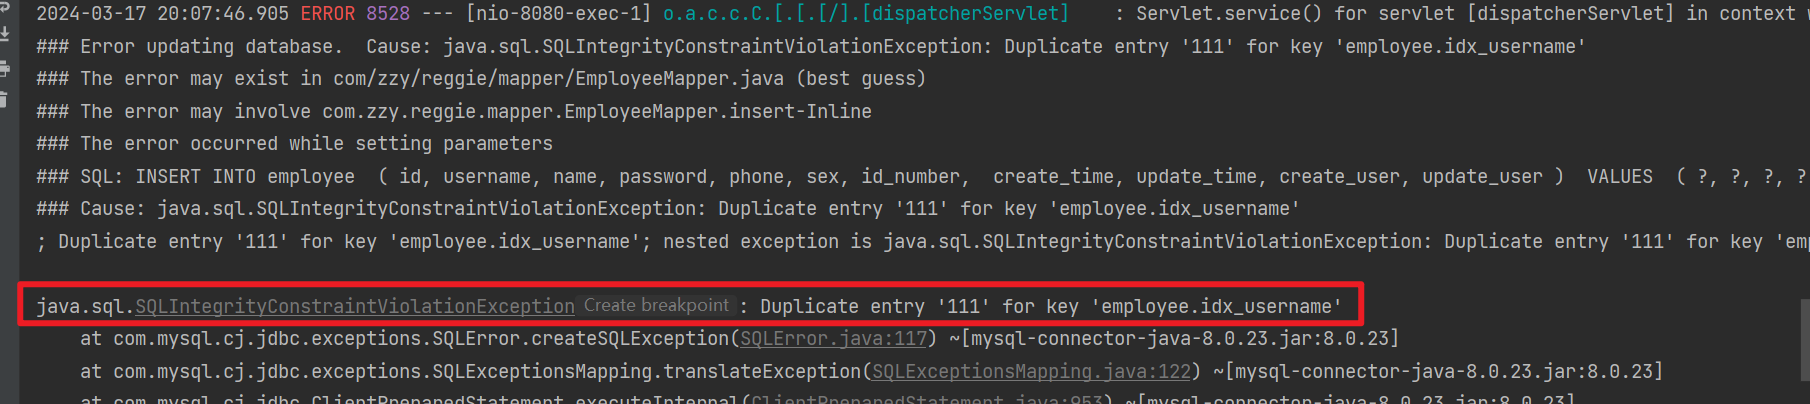 2024-03-17 20:07:46.905 ERROR 8528 --- [nio-8080-exec-1] o.a.c.c.C.[.[.[/].[dispatcherServlet]    : Servlet.service() for servlet [dispatcherServlet] in context
### Error updating database.  Cause: java.sql.SQLIntegrityConstraintViolationException: Duplicate entry '111' for key 'employee.idx_username'
### The error may exist in com/zzy/reggie/mapper/EmployeeMapper.java (best guess)
### The error may involve com.zzy.reggie.mapper.EmployeeMapper.insert-Inline
### The error occurred while setting parameters
### SQL: INSERT INTO employee  ( id, username, name, password, phone, sex, id_number,  create_time, update_time, create_user, update_user )  VALUES  ( ?, ?, ?, ?
### Cause: java.sql.SQLIntegrityConstraintViolationException: Duplicate entry '111' for key 'employee.idx_username'
; Duplicate entry '111' for key 'employee.idx_username'; nested exception is java.sql.SQLIntegrityConstraintViolationException: Duplicate entry '111' for key
java.sql.SQLIntegrityConstraintViolationException Create breakpoint : Duplicate entry '111' for key 'employee.idx_username'
at com.mysql.cj.jdbc.exceptions.SQLError.createSQLException(SQLError.java:117) ~[mysql-connector-java-8.0.23.jar:8.0.23]
at com.mysql.cj.jdbc.exceptions.SQLExceptionsMapping.translateException(SQLExceptionsMapping.java:122) ~[mysql-connector-java-8.0.23.jar:8.0.23]
at com.mysql.cj.jdbc.ClientPreparedStatement.executeInternal(ClientPreparedStatement.java:953) ~[mysql-connector-java-8.0.23.jar:8.0.23]